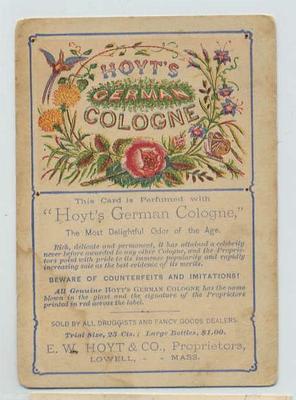 HOYT'S
GERMAN
COLOGNE
This Card is Perfumed with
"Hoyt's German Cologne,"
The Most Delightful Odor of the Age.
Rich, delicate and permanent, it has attained a celebrity
never before awarded to any other Cologne, and the Proprie-
tors point with pride to its immense popularity and rapidly
increasing sale as the best evidence of its merits.
BEWARE OF COUNTERFEITS AND IMITATIONS!
All Genuine HOYT'S GERMAN COLOGNE has the name
blown in the glass and the signature of the Proprietors
printed in red across the label.
SOLD BY ALL DRUGGISTS AND FANCY GOODS DEALERS.
Trial Size, 25 Cts.: Large Bottles, $1.00.
E. W. HOYT & CO., Proprietors,
LOWELL, - - MASS.